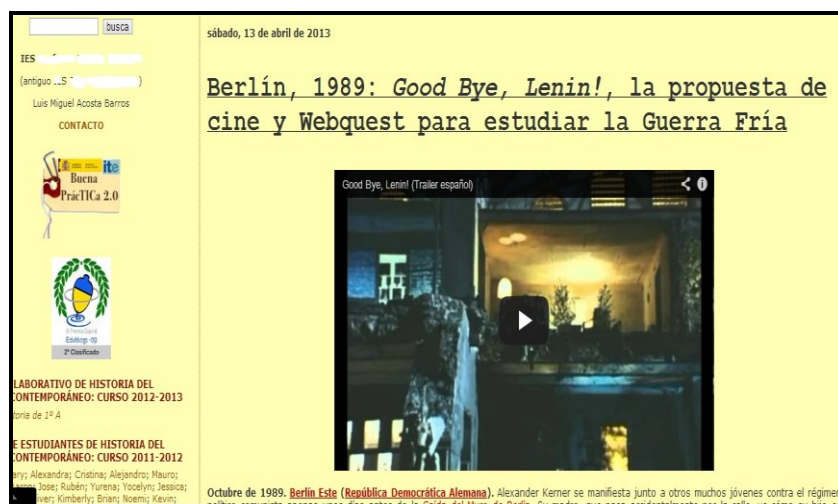 busca
IES
(antiguo
)
Luis Miguel Acosta Barros
CONTACTO
ite
Buena
PrácTICa 2.0
Edublogs -09
2º Clasificado
LABORATIVO DE HISTORIA DEL
CONTEMPORÁNEO: CURSO 2012-2013
toria de 1º A
E ESTUDIANTES DE HISTORIA DEL
CONTEMPORÁNEO: CURSO 2011-2012
ary; Alexandra; Cristina; Alejandro; Mauro;
Jose; Rubén; Yurena; Yocelyn; Jessica;
iver; Kimberly; Brian; Noemi; Kevin;
sábado, 13 de abril de 2013
Berlín, 1989: Good Bye, Lenin!, la propuesta de
cine y Webquest para estudiar la Guerra Fría
Good Bye, Lenin! (Trailer español)
Octubre de 1989. Berlín Este (República Democrática Alemana). Alexander Kerner se manifiesta junto a otros muchos jóvenes contra el régim